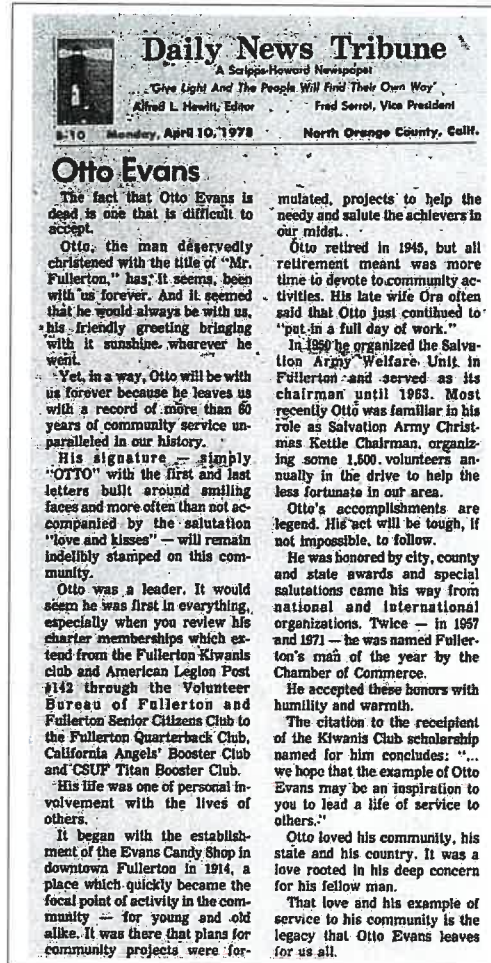 Daily News Tribune
A Scripps-Howard Newspaper
"Give Light And The People Will Find Their Own Way"
Alfred L. Hewitt, Editor Fred Serrot, Vice President
B-10 Monday, April 10, 1978 North Orange County, Calif.
Otto Evans
The fact that Otto Evans is
dead is one that is difficult to
accept.
Otto, the man deservedly
christened with the title of "Mr.
Fullerton," has, it seems, been
with us forever. And it seemed
that he would always be with us,
his friendly greeting bringing
with it sunshine wherever he
went.
Yet, in a way, Otto will be with
us forever because he leaves us
with a record of more than 60
years of community service un-
paralleled in our history.
His signature — simply
"OTTO" with the first and last
letters built around smiling
faces and more often than not ac-
companied by the salutation
"love and kisses" — will remain
indelibly stamped on this com-
munity.
Otto was a leader. It would
seem he was first in everything,
especially when you review his
charter memberships which ex-
tend from the Fullerton Kiwanis
club and American Legion Post
#142 through the Volunteer
Bureau of Fullerton and
Fullerton Senior Citizens Club to
the Fullerton Quarterback Club,
California Angels' Booster Club
and CSUF Titan Booster Club.
His life was one of personal in-
volvement with the lives of
others.
It began with the establish-
ment of the Evans Candy Shop in
downtown Fullerton in 1914, a
place which quickly became the
focal point of activity in the com-
munity — for young and old
alike. It was there that plans for
community projects were for-
mulated, projects to help the
needy and salute the achievers in
our midst.
Otto retired in 1945, but all
retirement meant was more
time to devote to community ac-
tivities. His late wife Ora often
said that Otto just continued to
"put in a full day of work."
In 1950 he organized the Salva-
tion Army Welfare Unit in
Fullerton and served as its
chairman until 1963. Most
recently Otto was familiar in his
role as Salvation Army Christ-
mas Kettle Chairman, organiz-
ing some 1,500 volunteers an-
nually in the drive to help the
less fortunate in our area.
Otto's accomplishments are
legend. His act will be tough, if
not impossible, to follow.
He was honored by city, county
and state awards and special
salutations came his way from
national and international
organizations. Twice — in 1957
and 1971 — he was named Fuller-
ton's man of the year by the
Chamber of Commerce.
He accepted these honors with
humility and warmth.
The citation to the receipient
of the Kiwanis Club scholarship
named for him concludes: "...
we hope that the example of Otto
Evans may be an inspiration to
you to lead a life of service to
others."
Otto loved his community, his
state and his country. It was a
love rooted in his deep concern
for his fellow man.
That love and his example of
service to his community is the
legacy that Otto Evans leaves
for us all.